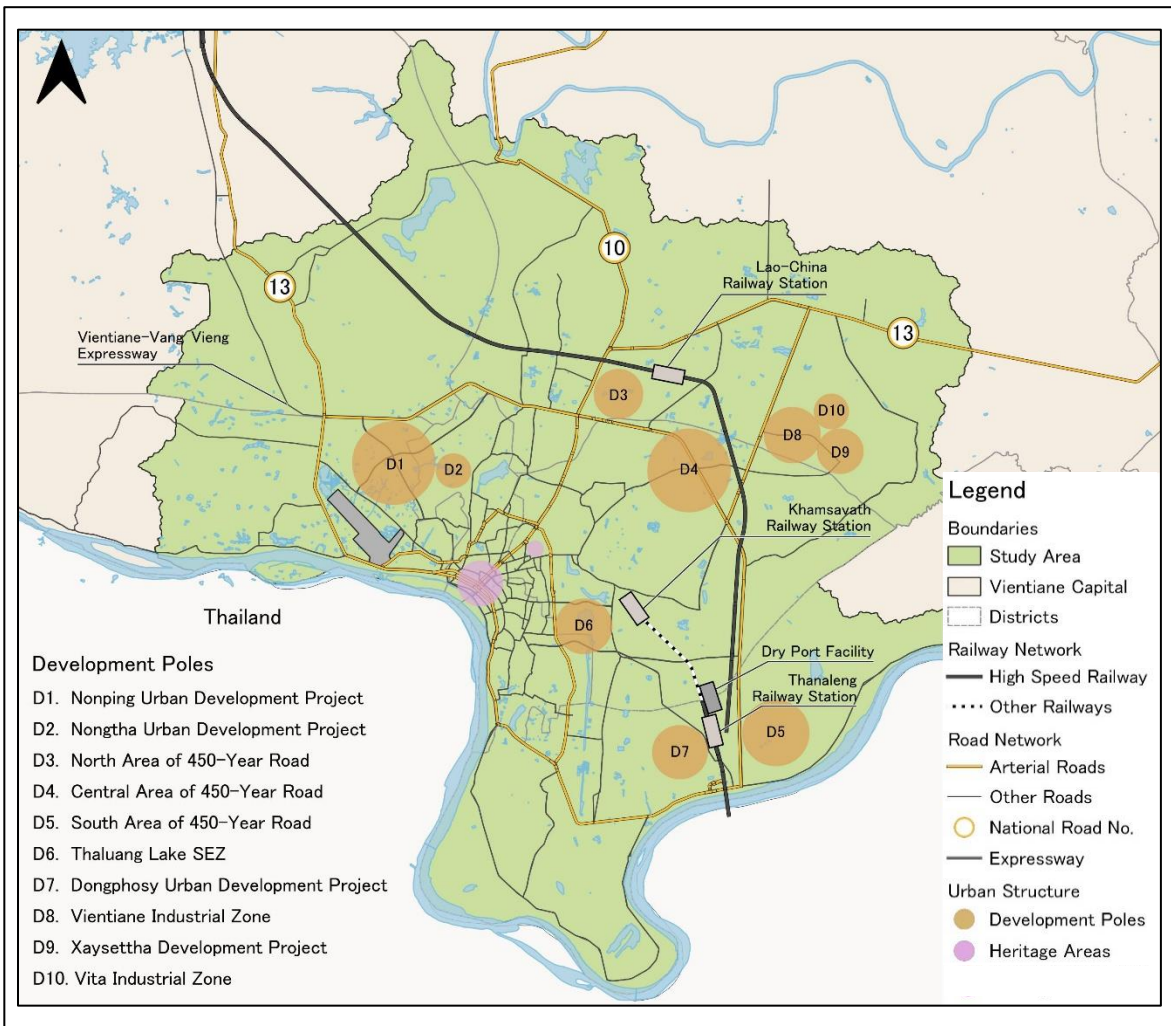 10
13
Lao-China
Railway Station
13
Vientiane-Vang Vieng
Expressway
D3
D10
D8
D9
D1
D2
D4
Khamsavath
Railway Station
Thailand
D6
Dry Port Facility
Thanaleng
Railway Station
D5
D7
Development Poles
D1. Nonping Urban Development Project
D2. Nongtha Urban Development Project
D3. North Area of 450-Year Road
D4. Central Area of 450-Year Road
D5. South Area of 450-Year Road
D6. Thaluang Lake SEZ
D7. Dongphosy Urban Development Project
D8. Vientiane Industrial Zone
D9. Xaysettha Development Project
D10. Vita Industrial Zone
Legend
Boundaries
Study Area
Vientiane Capital
Districts
Railway Network
High Speed Railway
Other Railways
Road Network
Arterial Roads
Other Roads
National Road No.
Expressway
Urban Structure
Development Poles
Heritage Areas